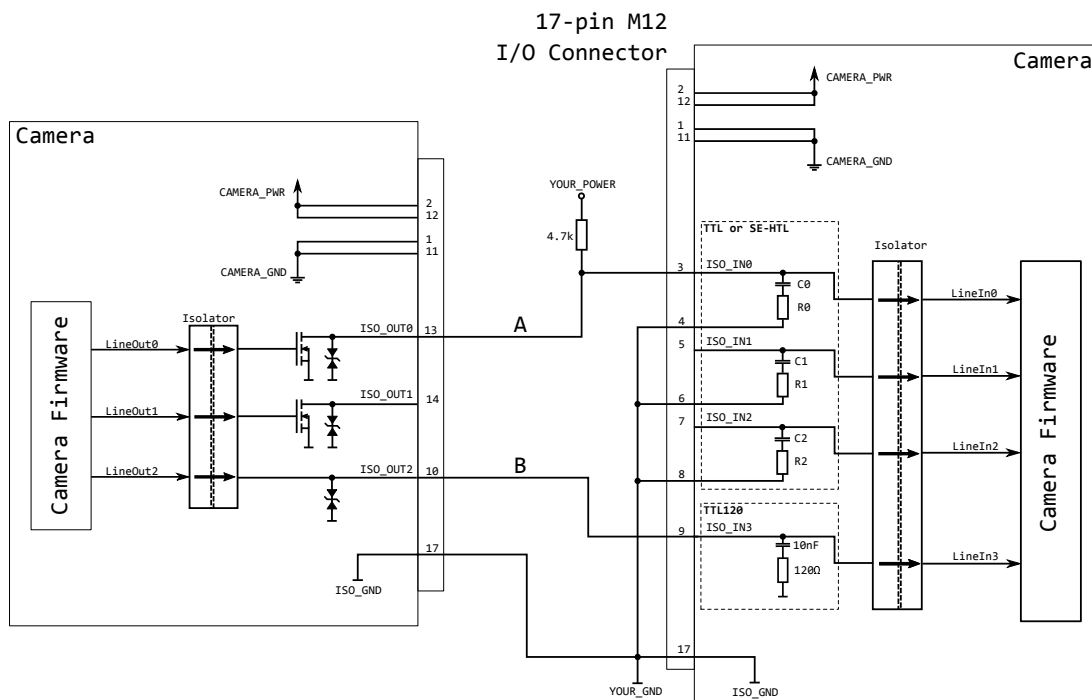 17-pin M12
I/O Connector
Camera
CAMERA_PWR
2
12
1
11
CAMERA_GND
Camera
CAMERA_PWR
2
12
1
11
CAMERA_GND
YOUR_POWER
4.7k
TTL or SE-HTL
3
ISO_IN0
C0
R0
4
5
ISO_IN1
C1
R1
6
7
ISO_IN2
C2
R2
8
TTL120
9
ISO_IN3
10nF
120Ω
Isolator
LineIn0
LineIn1
LineIn2
LineIn3
Camera Firmware
Camera Firmware
Isolator
LineOut0
LineOut1
LineOut2
ISO_OUT0
13
A
ISO_OUT1
14
ISO_OUT2
10
B
17
ISO_GND
YOUR_GND
17
ISO_GND